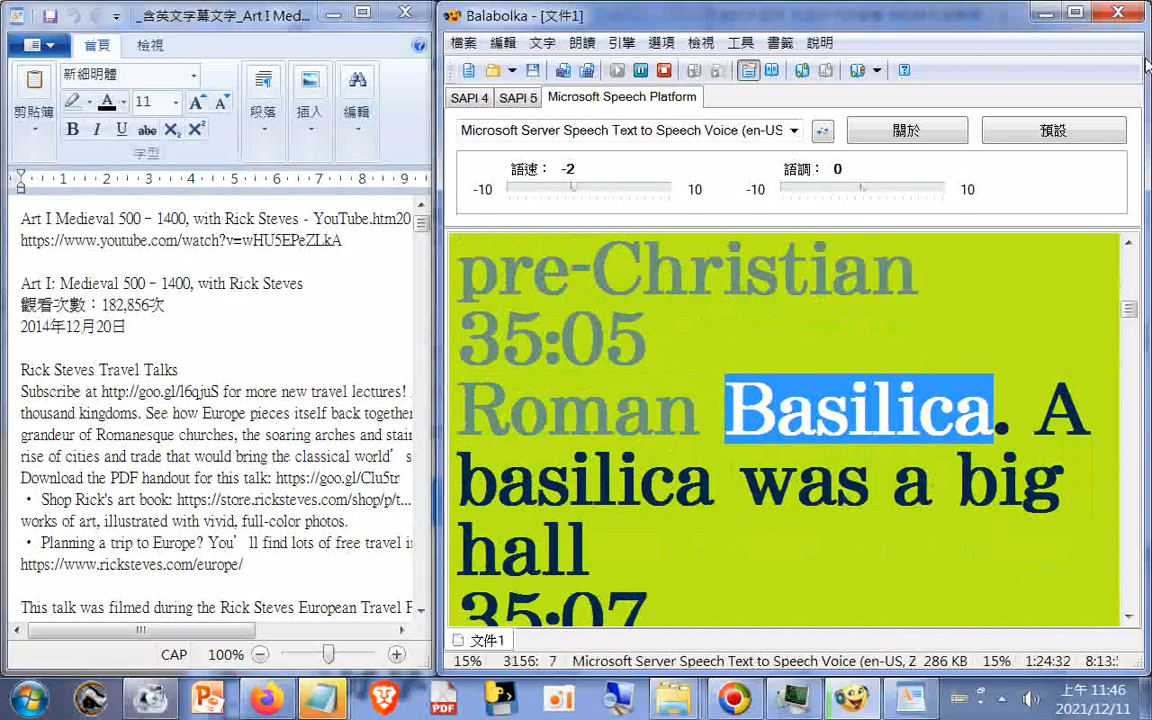 _含英文字幕文字_Art I Med...
首頁
檢視
新細明體
11
剪貼簿
字型
段落
插入
編輯
1 2 3 4 5 6 7 8 9
Art I Medieval 500–1400, with Rick Steves - YouTube.htm20
https://www.youtube.com/watch?v=wHU5EPeZLkA
Art I: Medieval 500–1400, with Rick Steves
觀看次數：182,856次
2014年12月20日
Rick Steves Travel Talks
Subscribe at http://goo.gl/l6qjuS for more new travel lectures!
thousand kingdoms. See how Europe pieces itself back together
grandeur of Romanesque churches, the soaring arches and stair
rise of cities and trade that would bring the classical world’s
Download the PDF handout for this talk: https://goo.gl/Clu5tr
• Shop Rick's art book: https://store.ricksteves.com/shop/p/t...
works of art, illustrated with vivid, full-color photos.
• Planning a trip to Europe? You’ll find lots of free travel i
https://www.ricksteves.com/europe/
This talk was filmed during the Rick Steves European Travel F
CAP 100%
Balabolka - [文件1]
檔案 編輯 文字 朗讀 引擎 選項 檢視 工具 書籤 說明
SAPI 4 SAPI 5 Microsoft Speech Platform
Microsoft Server Speech Text to Speech Voice (en-US
關於
預設
語速： -2
語調： 0
-10 10 -10 10
pre-Christian
35:05
Roman Basilica. A
basilica was a big
hall
35:07
文件1
15% 3156: 7 Microsoft Server Speech Text to Speech Voice (en-US, Z 286 KB 15% 1:24:32 8:13:
PDF
上午 11:46
2021/12/11